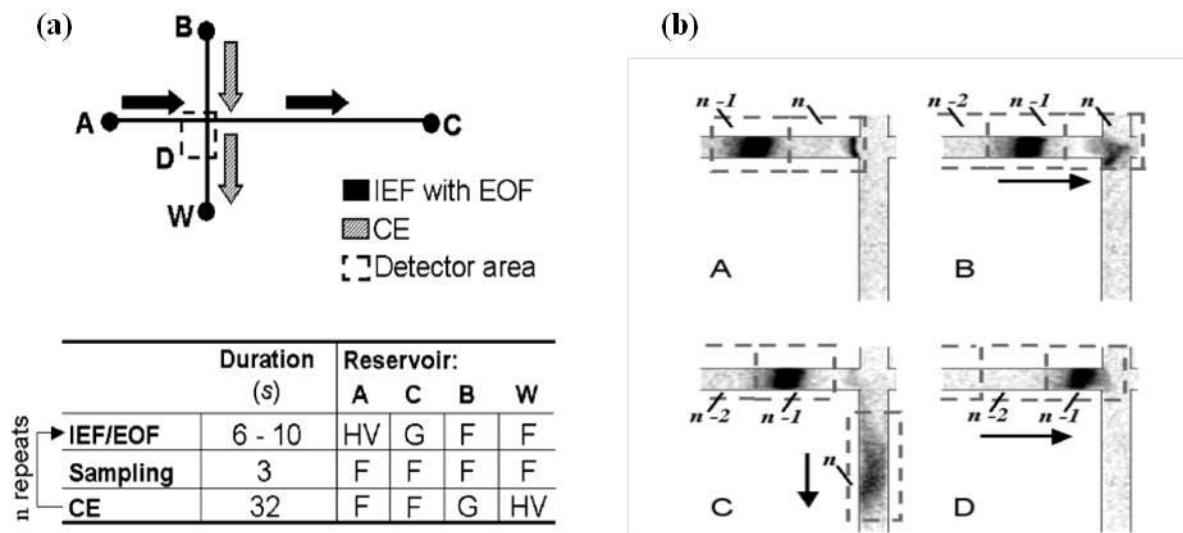 (a)
B
A
C
D
W
IEF with EOF
CE
Detector area
Duration (s) Reservoir:
A C B W
IEF/EOF 6 - 10 HV G F F
Sampling 3 F F F F
CE 32 F F G HV
n repeats
(b)
n -1 n
A
n -2 n -1 n
B
n -2 n -1
n
C
n -2 n -1
D